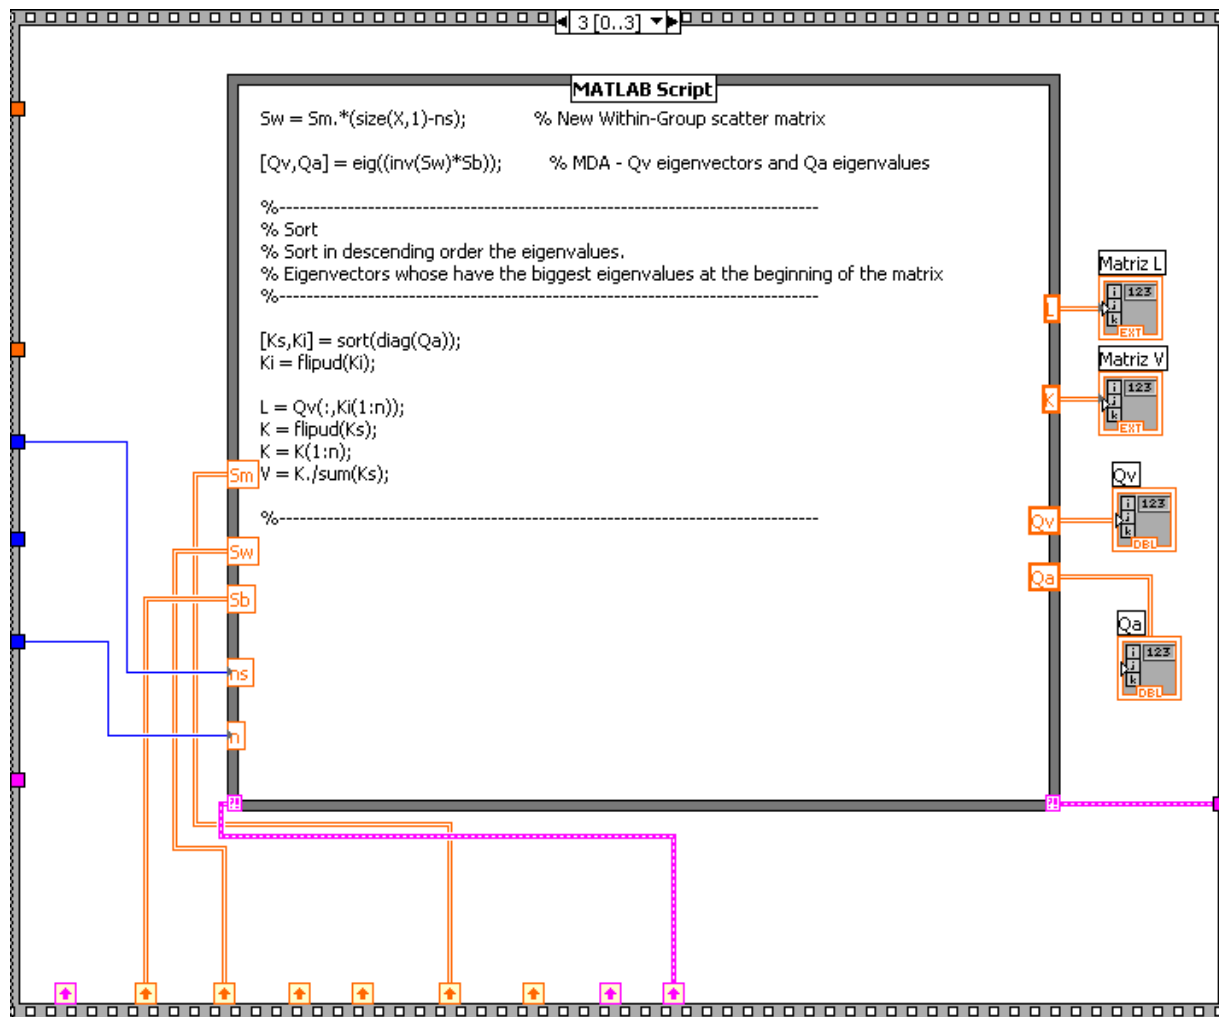 3 [0..3]
MATLAB Script
Sw = Sm.*(size(X,1)-ns); % New Within-Group scatter matrix
[Qv,Qa] = eig((inv(Sw)*Sb)); % MDA - Qv eigenvectors and Qa eigenvalues
%------------------------------------------------------------------------------
% Sort
% Sort in descending order the eigenvalues.
% Eigenvectors whose have the biggest eigenvalues at the beginning of the matrix
%------------------------------------------------------------------------------
[Ks,Ki] = sort(diag(Qa));
Ki = flipud(Ki);
L = Qv(:,Ki(1:n));
K = flipud(Ks);
K = K(1:n);
V = K./sum(Ks);
%------------------------------------------------------------------------------
Sm
Sw
Sb
ns
n
?!
L
K
Qv
Qa
?!
Matriz L
i
j
k
123
EXT
Matriz V
i
j
k
123
EXT
Qv
i
j
k
123
DBL
Qa
i
j
k
123
DBL